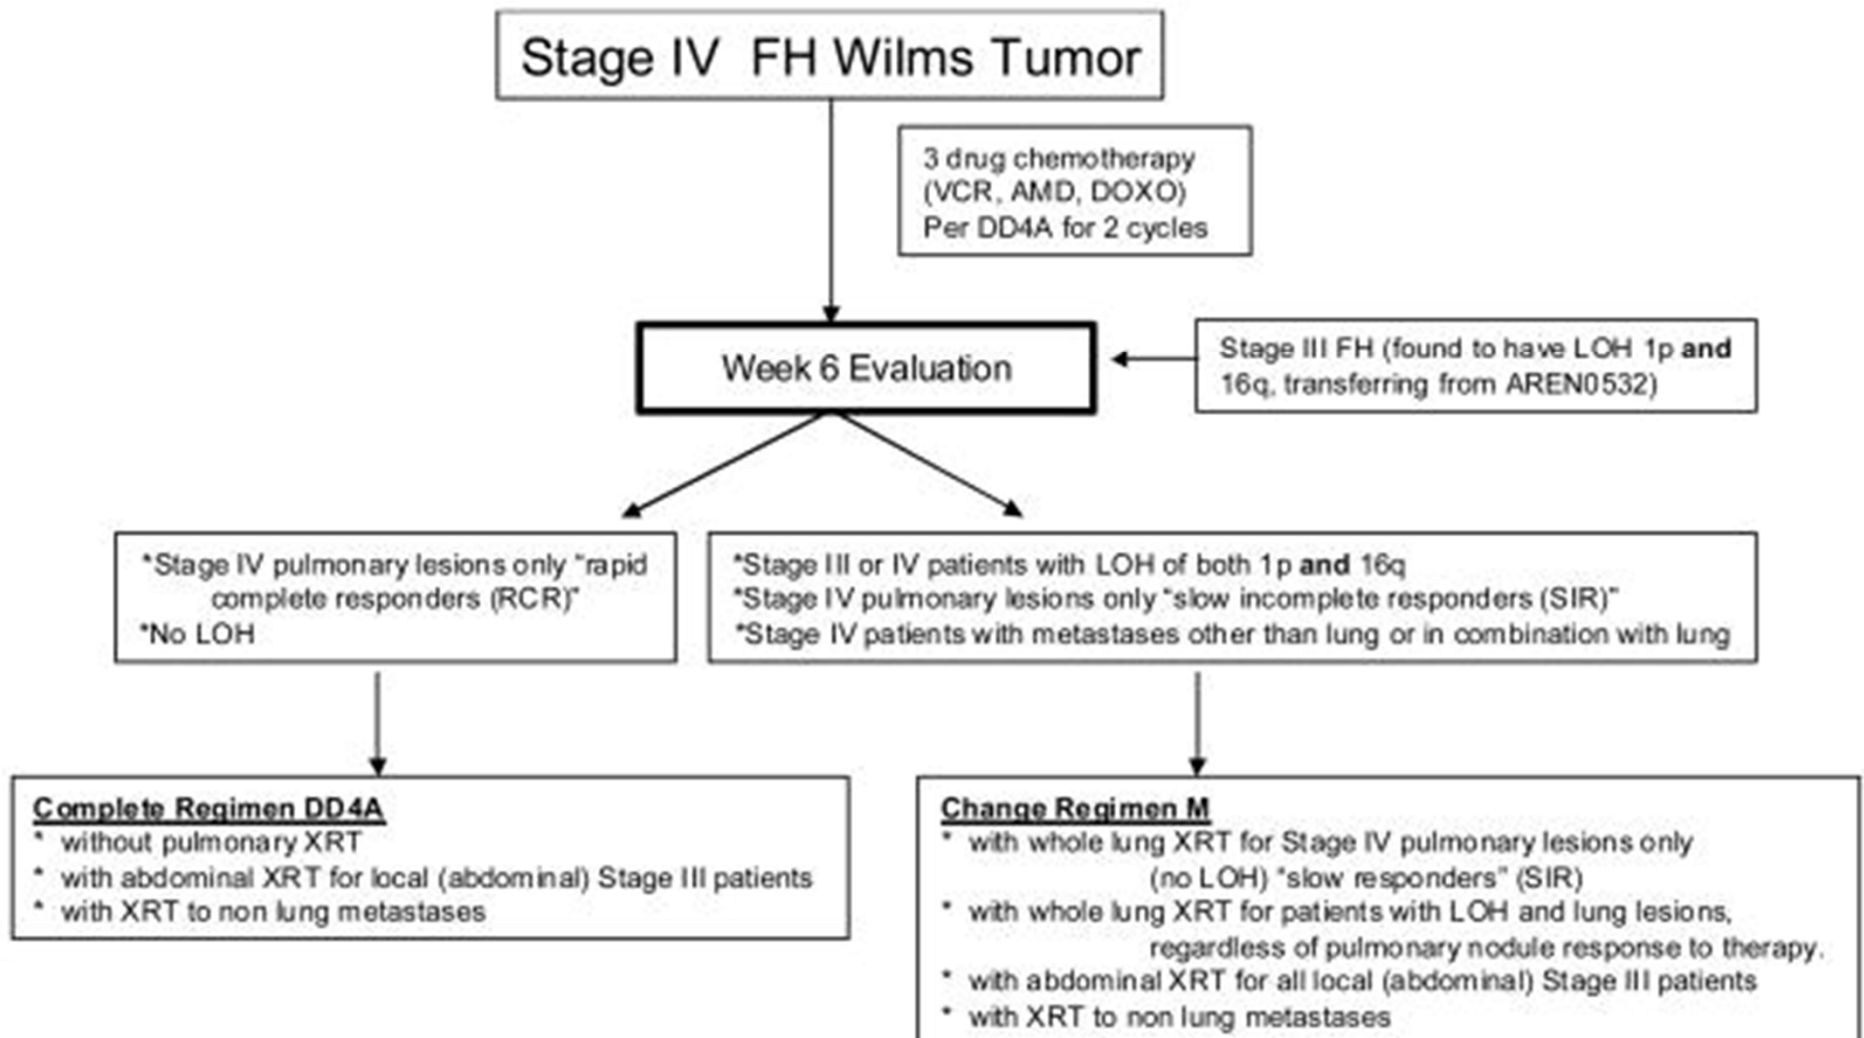 Stage IV FH Wilms Tumor
3 drug chemotherapy
(VCR, AMD, DOXO)
Per DD4A for 2 cycles
Week 6 Evaluation
Stage III FH (found to have LOH 1p and
16q, transferring from AREN0532)
*Stage IV pulmonary lesions only "rapid
complete responders (RCR)"
*No LOH
*Stage III or IV patients with LOH of both 1p and 16q
*Stage IV pulmonary lesions only "slow incomplete responders (SIR)"
*Stage IV patients with metastases other than lung or in combination with lung
Complete Regimen DD4A
* without pulmonary XRT
* with abdominal XRT for local (abdominal) Stage III patients
* with XRT to non lung metastases
Change Regimen M
* with whole lung XRT for Stage IV pulmonary lesions only
(no LOH) "slow responders" (SIR)
* with whole lung XRT for patients with LOH and lung lesions,
regardless of pulmonary nodule response to therapy.
* with abdominal XRT for all local (abdominal) Stage III patients
* with XRT to non lung metastases